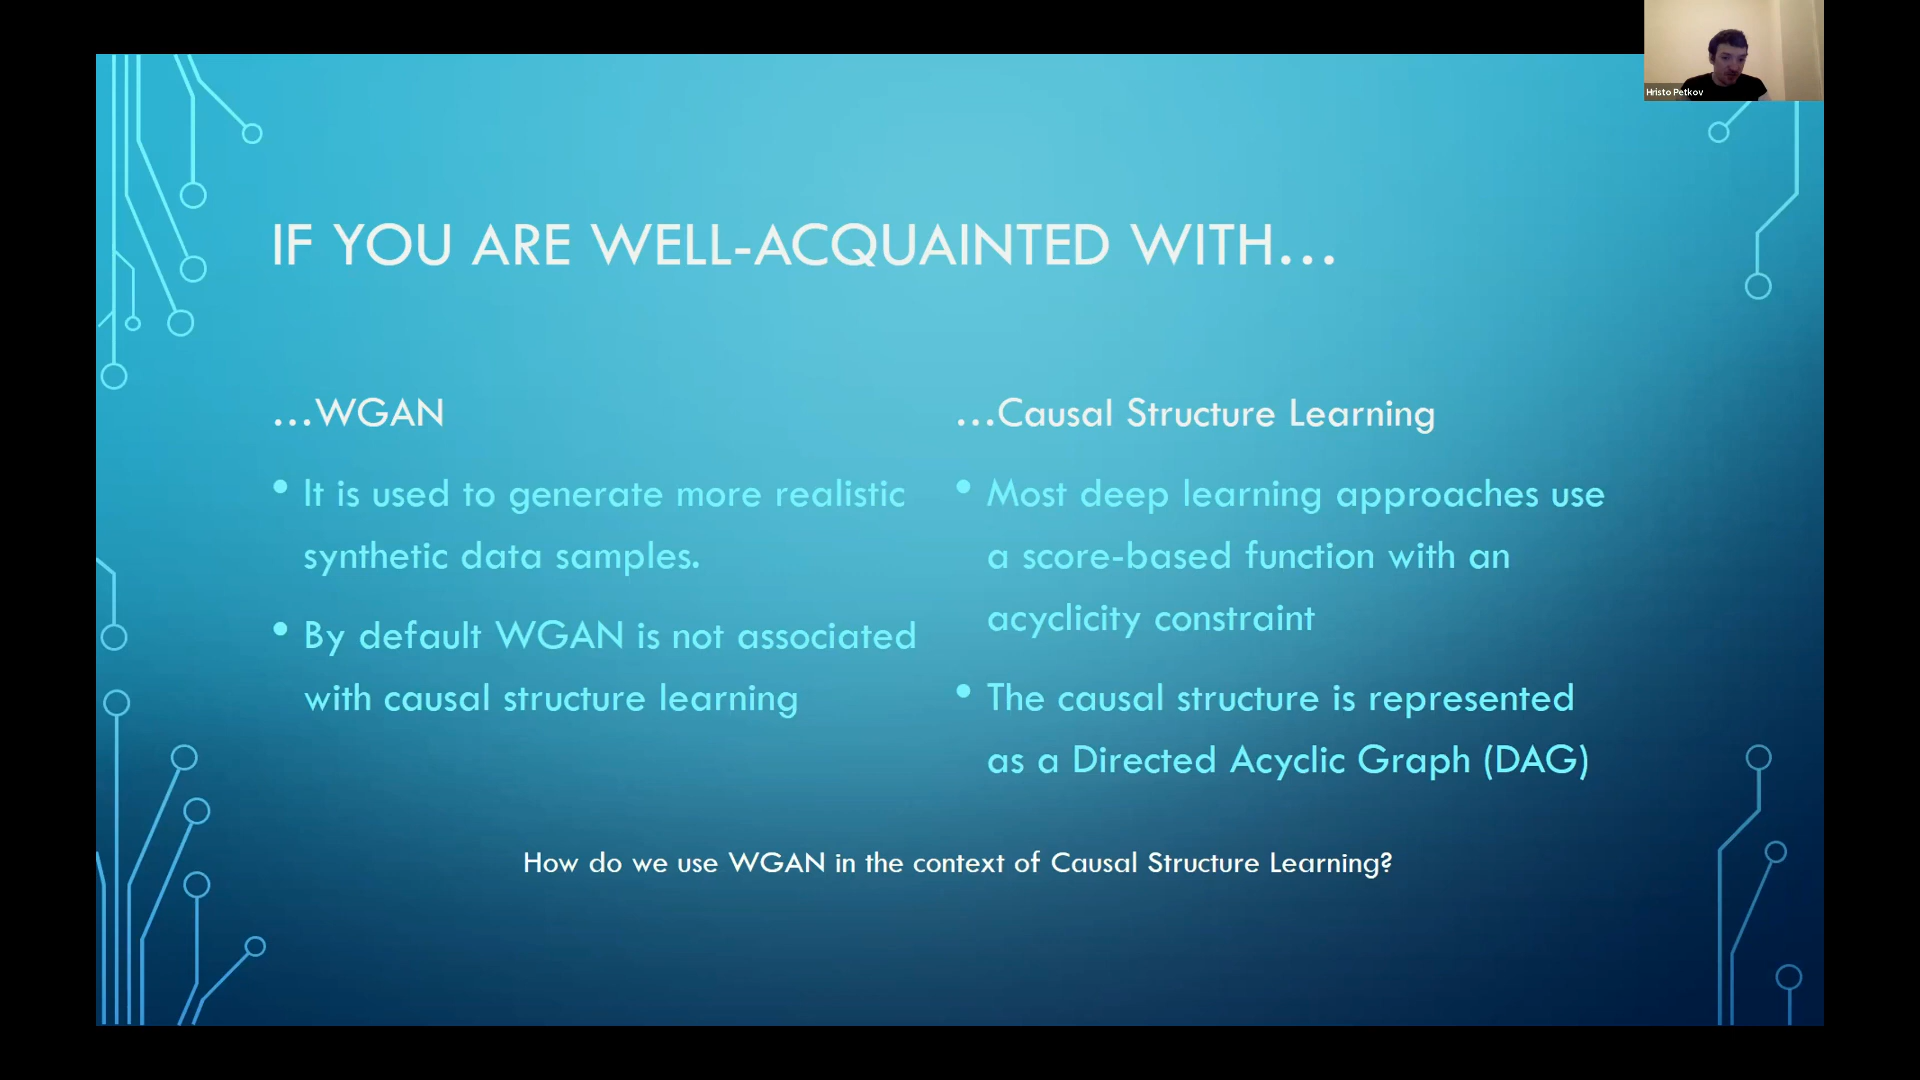 Hristo Petkov
IF YOU ARE WELL-ACQUAINTED WITH...
...WGAN
• It is used to generate more realistic
synthetic data samples.
• By default WGAN is not associated
with causal structure learning
...Causal Structure Learning
• Most deep learning approaches use
a score-based function with an
acyclicity constraint
• The causal structure is represented
as a Directed Acyclic Graph (DAG)
How do we use WGAN in the context of Causal Structure Learning?